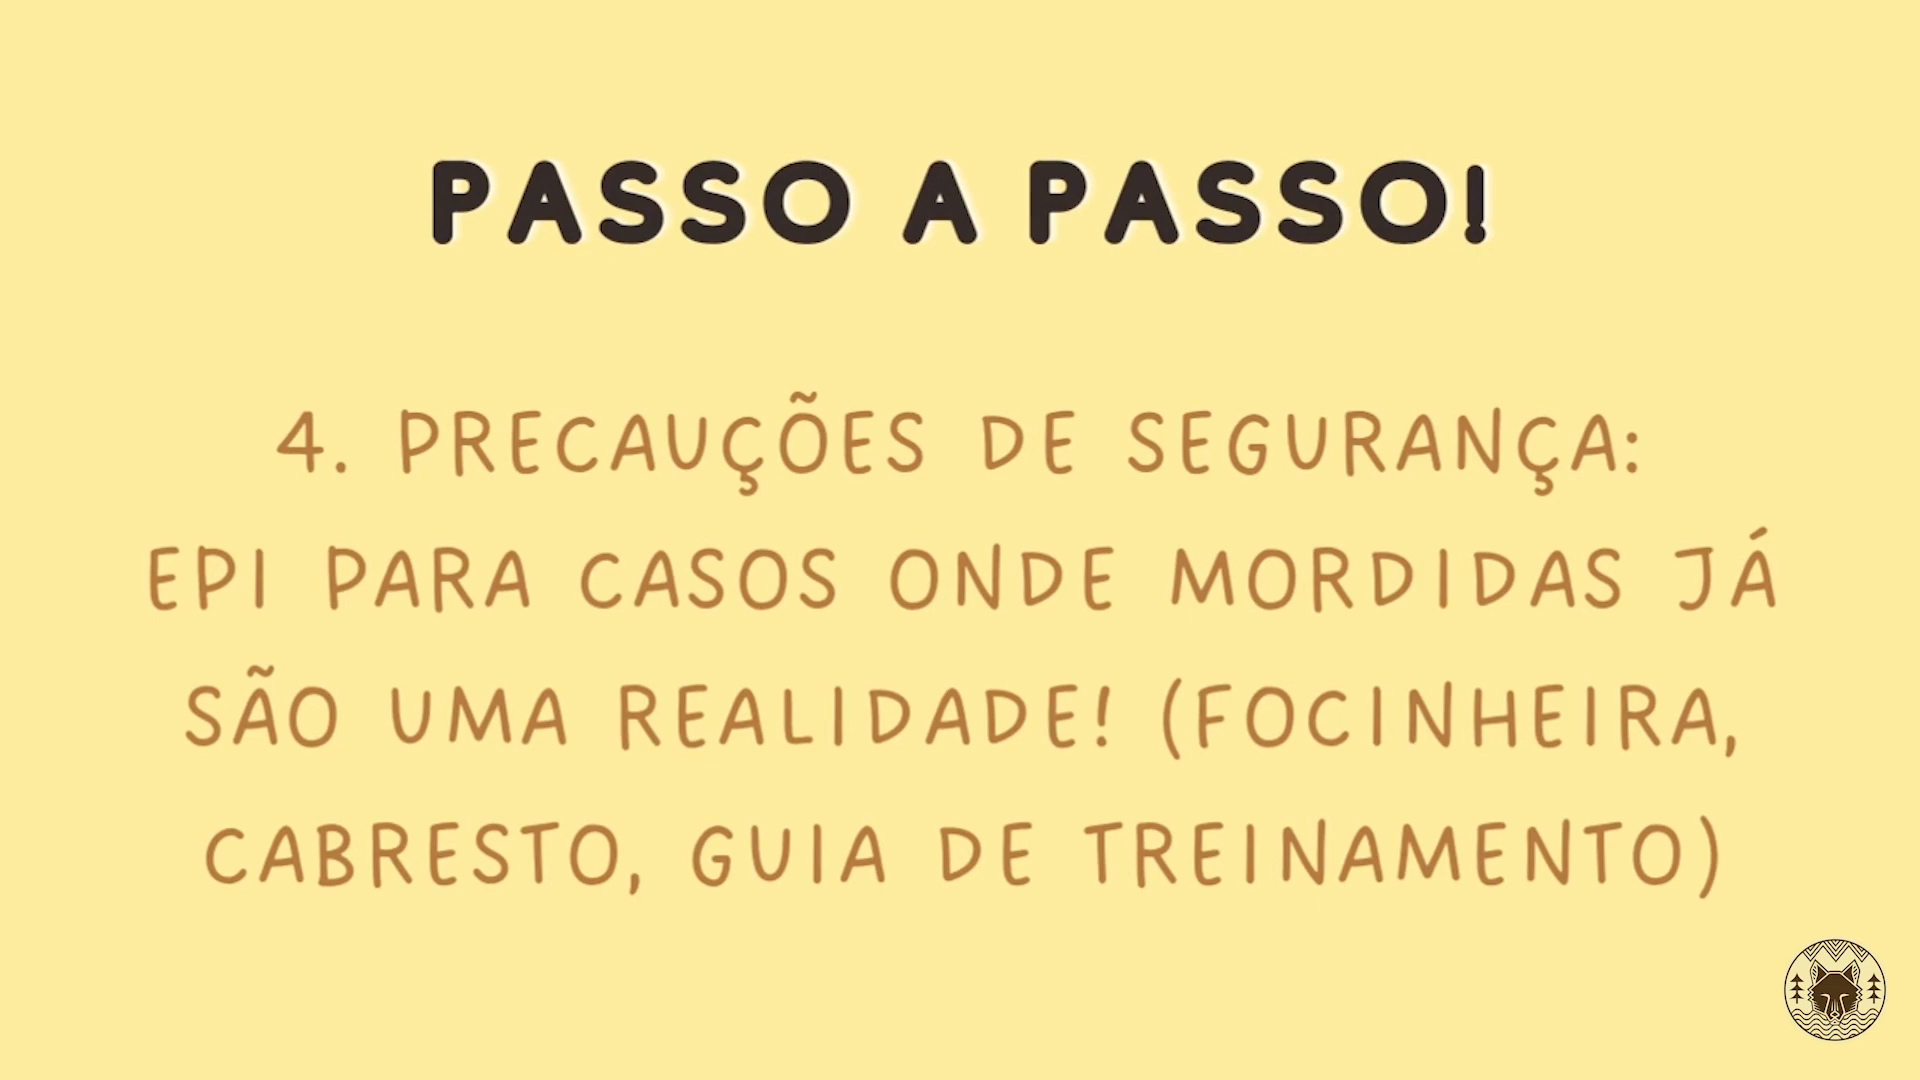 PASSO A PASSO!
4. PRECAUÇÕES DE SEGURANÇA:
EPI PARA CASOS ONDE MORDIDAS JÁ
SÃO UMA REALIDADE! (FOCINHEIRA,
CABRESTO, GUIA DE TREINAMENTO)